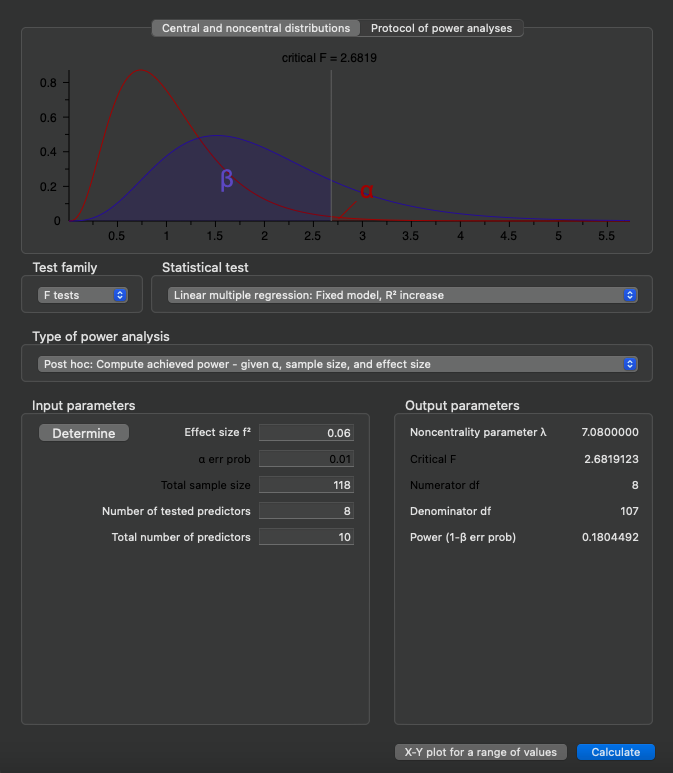 Central and noncentral distributions Protocol of power analyses
critical F = 2.6819
0.8
0.6
0.4
0.2
0
β
α
0.5 1 1.5 2 2.5 3 3.5 4 4.5 5 5.5
Test family Statistical test
F tests Linear multiple regression: Fixed model, R² increase
Type of power analysis
Post hoc: Compute achieved power - given α, sample size, and effect size
Input parameters
Determine Effect size f² 0.06
α err prob 0.01
Total sample size 118
Number of tested predictors 8
Total number of predictors 10
Output parameters
Noncentrality parameter λ 7.0800000
Critical F 2.6819123
Numerator df 8
Denominator df 107
Power (1-β err prob) 0.1804492
X-Y plot for a range of values Calculate